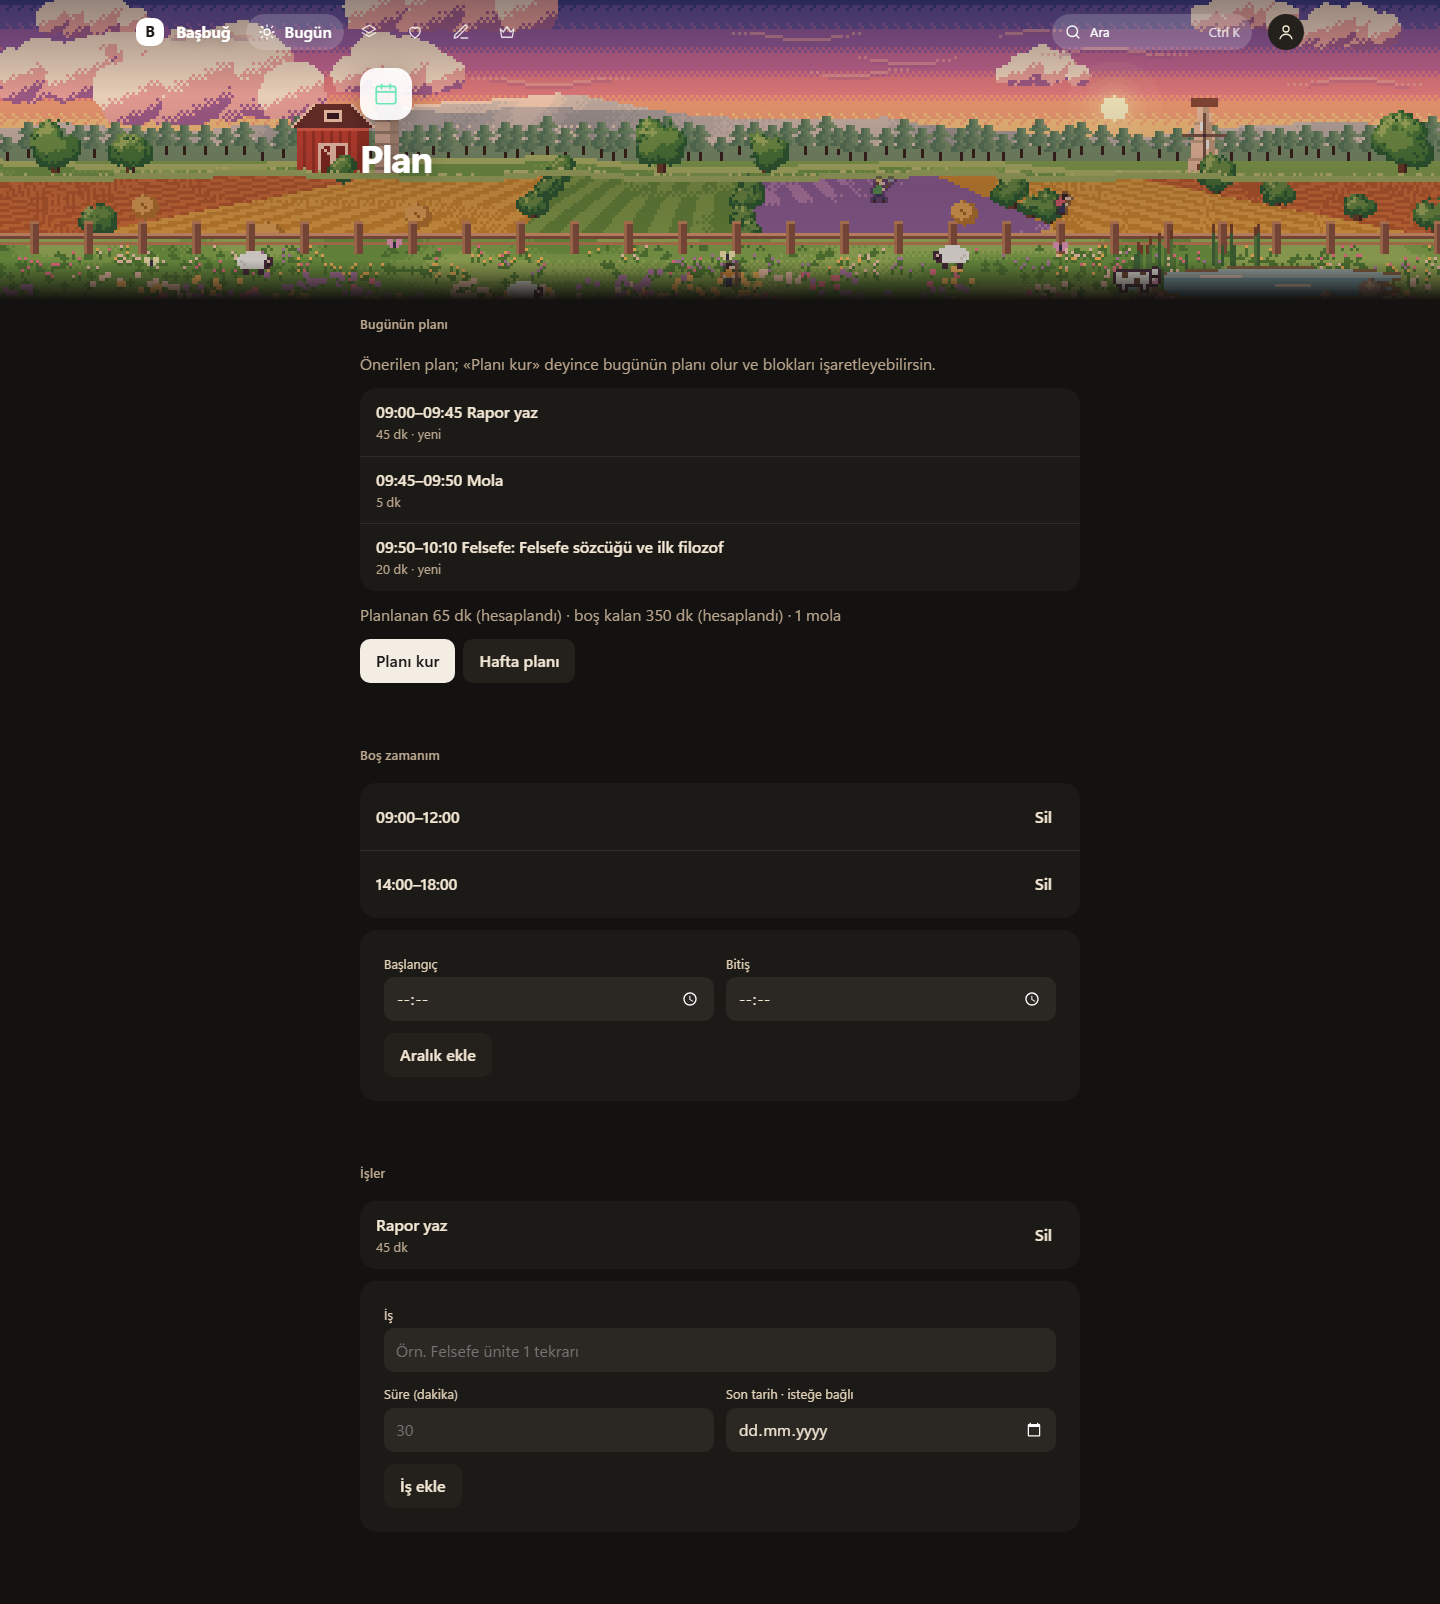 B Başbuğ Bugün Ara Ctrl K
Plan
Bugünün planı
Önerilen plan; «Planı kur» deyince bugünün planı olur ve blokları işaretleyebilirsin.
09:00–09:45 Rapor yaz
45 dk · yeni
09:45–09:50 Mola
5 dk
09:50–10:10 Felsefe: Felsefe sözcüğü ve ilk filozof
20 dk · yeni
Planlanan 65 dk (hesaplandı) · boş kalan 350 dk (hesaplandı) · 1 mola
Planı kur Hafta planı
Boş zamanım
09:00–12:00 Sil
14:00–18:00 Sil
Başlangıç Bitiş
--:-- --:--
Aralık ekle
İşler
Rapor yaz
45 dk
Sil
İş
Örn. Felsefe ünite 1 tekrarı
Süre (dakika) Son tarih · isteğe bağlı
30 dd.mm.yyyy
İş ekle